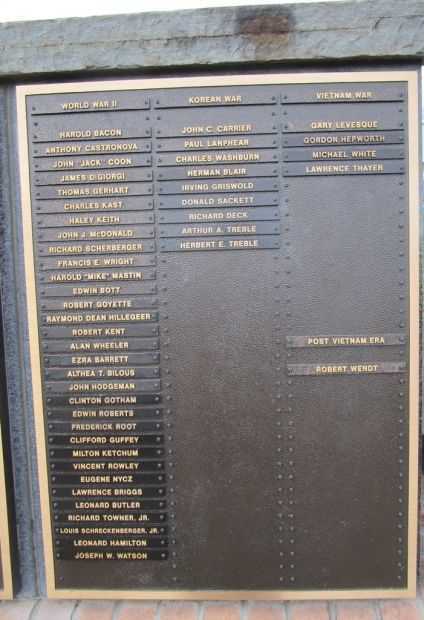 WORLD WAR II
HAROLD BACON
ANTHONY CASTRONOVA
JOHN "JACK" COON
JAMES DIGIORGI
THOMAS GERHART
CHARLES KAST
HALEY KEITH
JOHN J. McDONALD
RICHARD SCHERBERGER
FRANCIS E. WRIGHT
HAROLD "MIKE" MASTIN
EDWIN BOTT
ROBERT GOYETTE
RAYMOND DEAN HILLEGEER
ROBERT KENT
ALAN WHEELER
EZRA BARRETT
ALTHEA T. BILOUS
JOHN HODGEMAN
CLINTON GOTHAM
EDWIN ROBERTS
FREDERICK ROOT
CLIFFORD GUFFEY
MILTON KETCHUM
VINCENT ROWLEY
EUGENE NYCZ
LAWRENCE BRIGGS
LEONARD BUTLER
RICHARD TOWNER, JR.
LOUIS SCHRECKENBERGER, JR.
LEONARD HAMILTON
JOSEPH W. WATSON
KOREAN WAR
JOHN C. CARRIER
PAUL LANPHEAR
CHARLES WASHBURN
HERMAN BLAIR
IRVING GRISWOLD
DONALD SACKETT
RICHARD DECK
ARTHUR A. TREBLE
HERBERT E. TREBLE
VIETNAM WAR
GARY LEVESQUE
GORDON HEPWORTH
MICHAEL WHITE
LAWRENCE THAYER
POST VIETNAM ERA
ROBERT WENDT